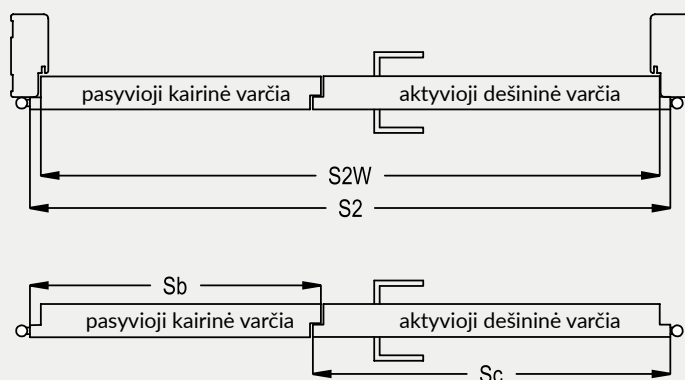 pasyvioji kairinė varčia aktyvioji dešininė varčia
S2W
S2
Sb
pasyvioji kairinė varčia aktyvioji dešininė varčia
Sc